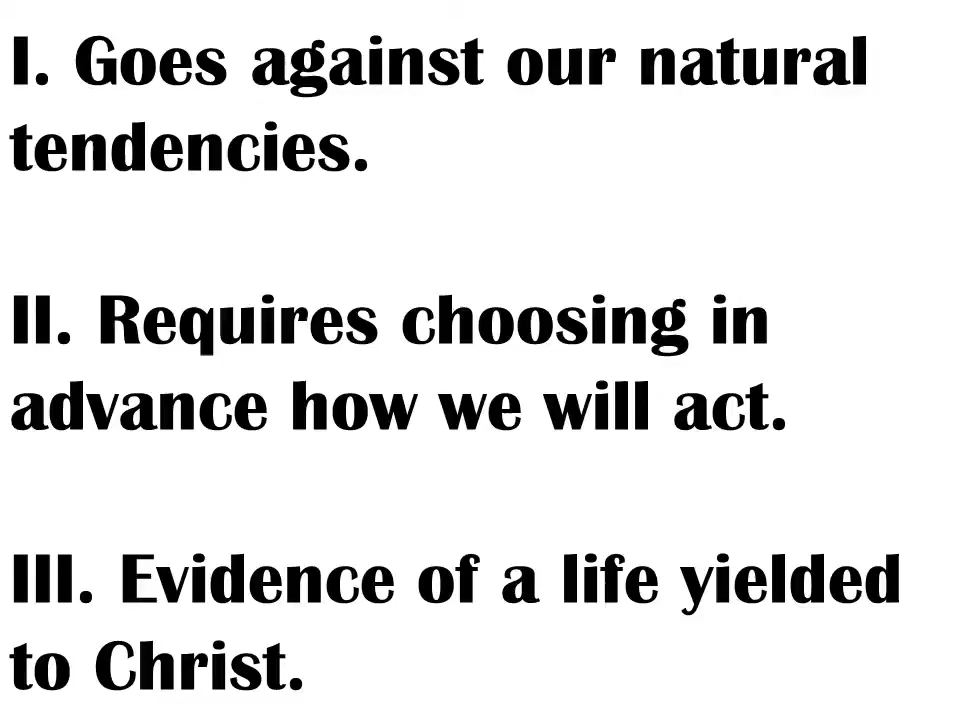 I. Goes against our natural
tendencies.
II. Requires choosing in
advance how we will act.
III. Evidence of a life yielded
to Christ.